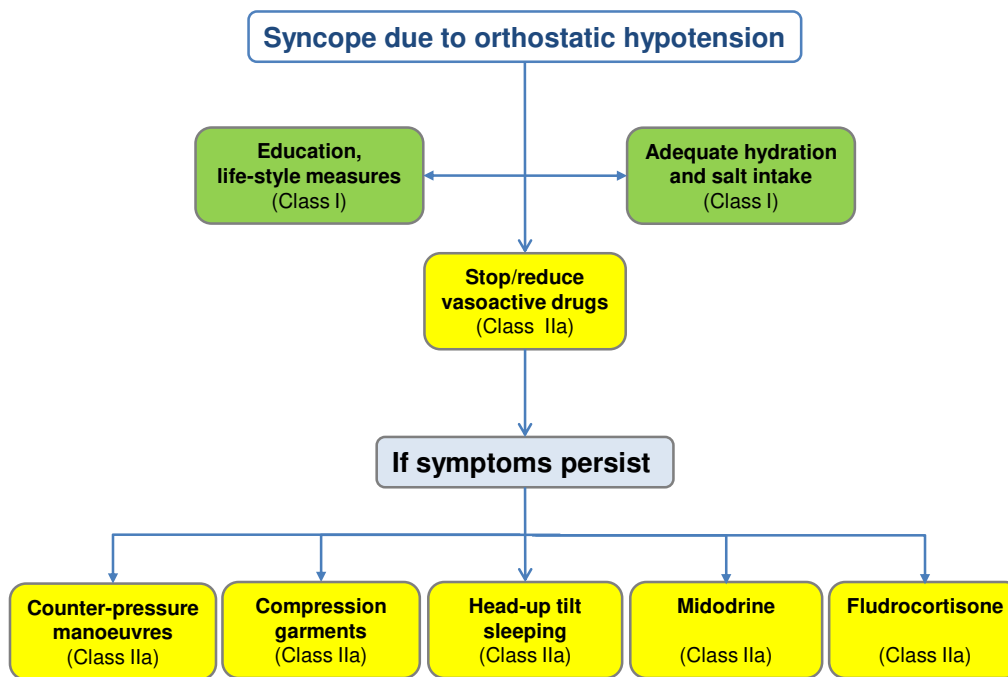 Syncope due to orthostatic hypotension
Education,
life-style measures
(Class I)
Adequate hydration
and salt intake
(Class I)
Stop/reduce
vasoactive drugs
(Class IIa)
If symptoms persist
Counter-pressure
manoeuvres
(Class IIa)
Compression
garments
(Class IIa)
Head-up tilt
sleeping
(Class IIa)
Midodrine
(Class IIa)
Fludrocortisone
(Class IIa)